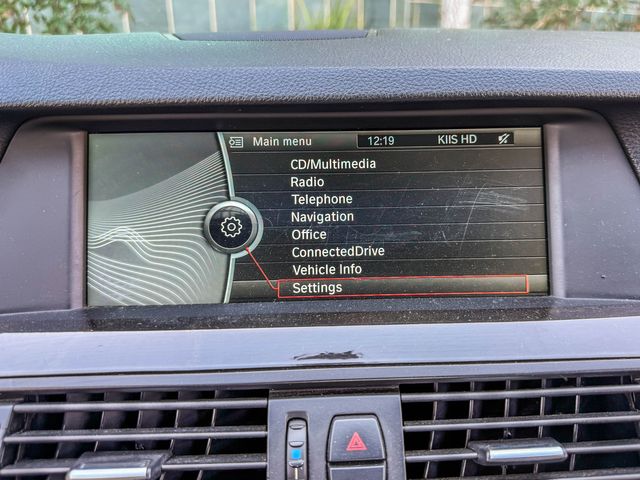 Main menu 12:19 KIIS HD
CD/Multimedia
Radio
Telephone
Navigation
Office
ConnectedDrive
Vehicle Info
Settings